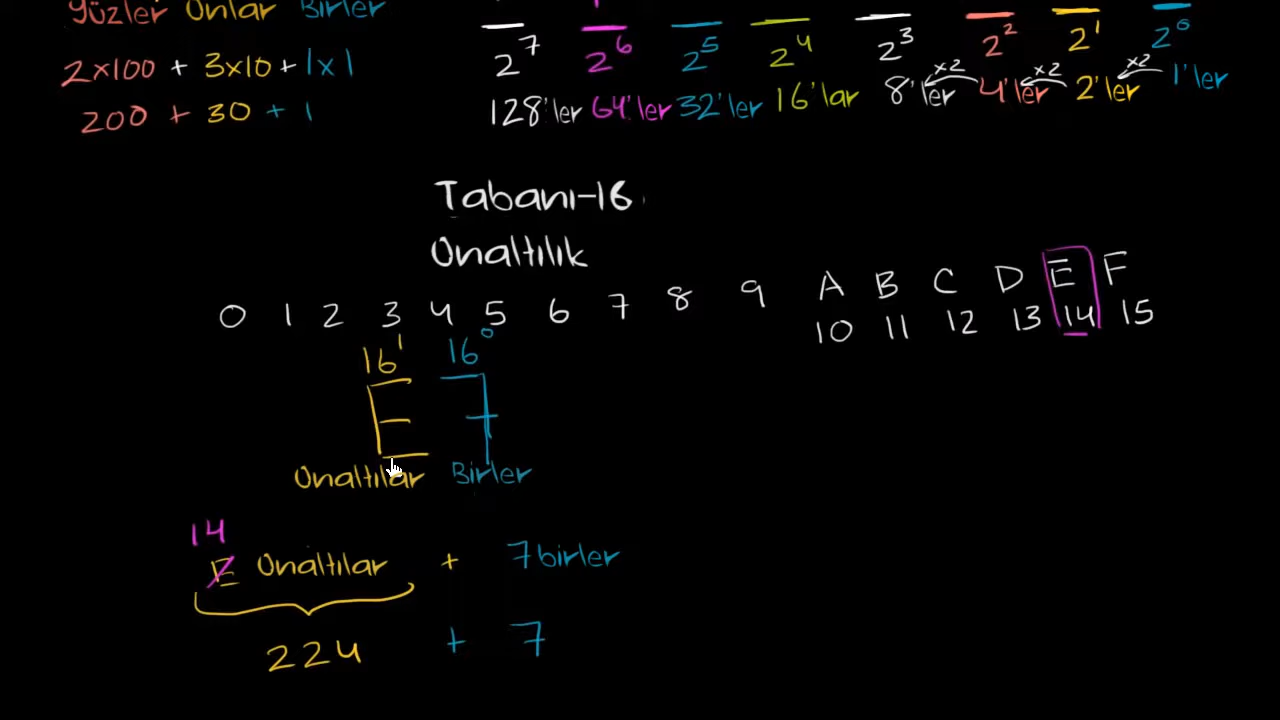 Yüzler Onlar Birler
2x100 + 3x10 + 1x1
200 + 30 + 1
2^7 2^6 2^5 2^4 2^3 2^2 2^1 2^0
x2 x2 x2
128'ler 64'ler 32'ler 16'lar 8'ler 4'ler 2'ler 1'ler
Tabanı-16
Onaltılık
0 1 2 3 4 5 6 7 8 9 A B C D E F
10 11 12 13 14 15
16^1 16^0
E 7
Onaltılar Birler
14
E Onaltılar + 7 birler
224 + 7